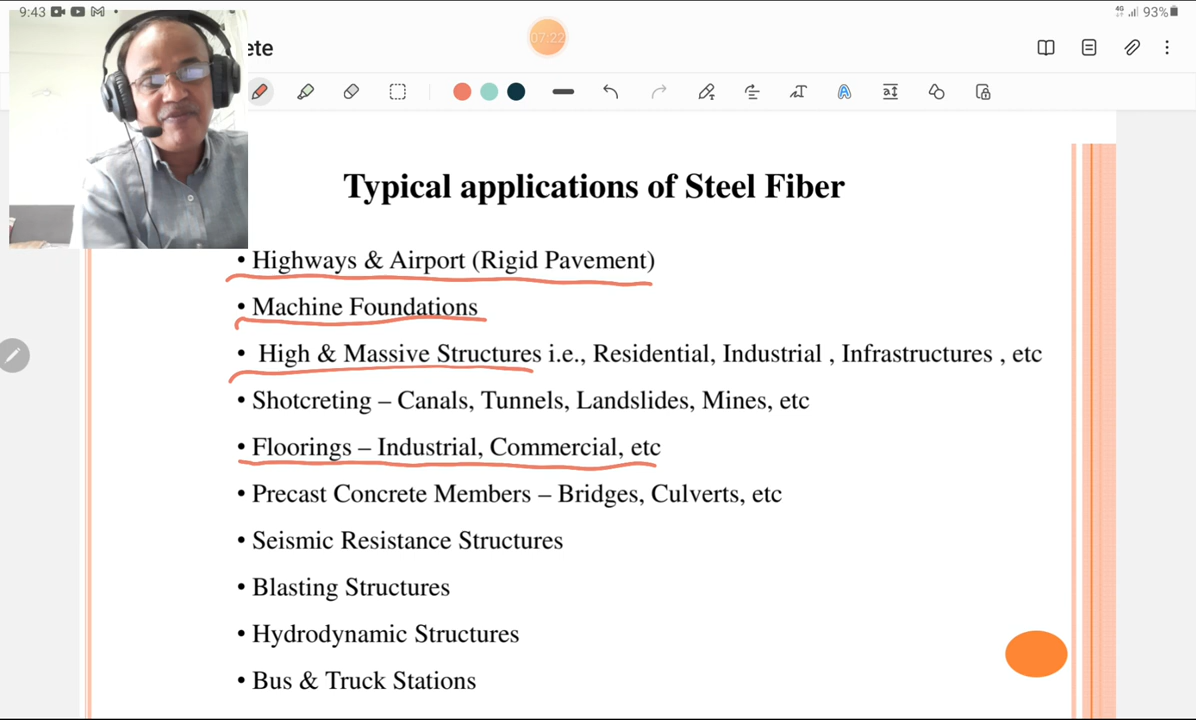 9:43
4G 93%
ete
07:22
Typical applications of Steel Fiber
• Highways & Airport (Rigid Pavement)
• Machine Foundations
• High & Massive Structures i.e., Residential, Industrial , Infrastructures , etc
• Shotcreting – Canals, Tunnels, Landslides, Mines, etc
• Floorings – Industrial, Commercial, etc
• Precast Concrete Members – Bridges, Culverts, etc
• Seismic Resistance Structures
• Blasting Structures
• Hydrodynamic Structures
• Bus & Truck Stations